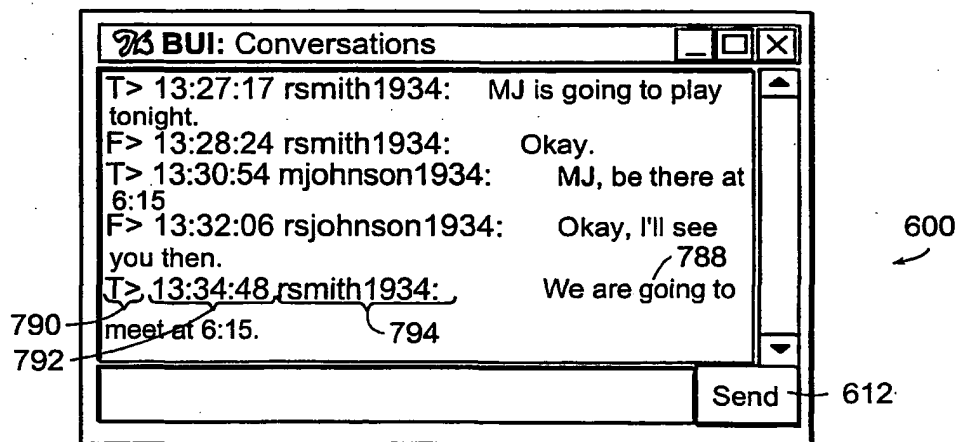 BUI: Conversations
T> 13:27:17 rsmith1934: MJ is going to play
tonight.
F> 13:28:24 rsmith1934: Okay.
T> 13:30:54 mjohnson1934: MJ, be there at
6:15
F> 13:32:06 rsjohnson1934: Okay, I'll see
you then.
600
788
T> 13:34:48 rsmith1934: We are going to
790
meet at 6:15.
794
792
Send
612